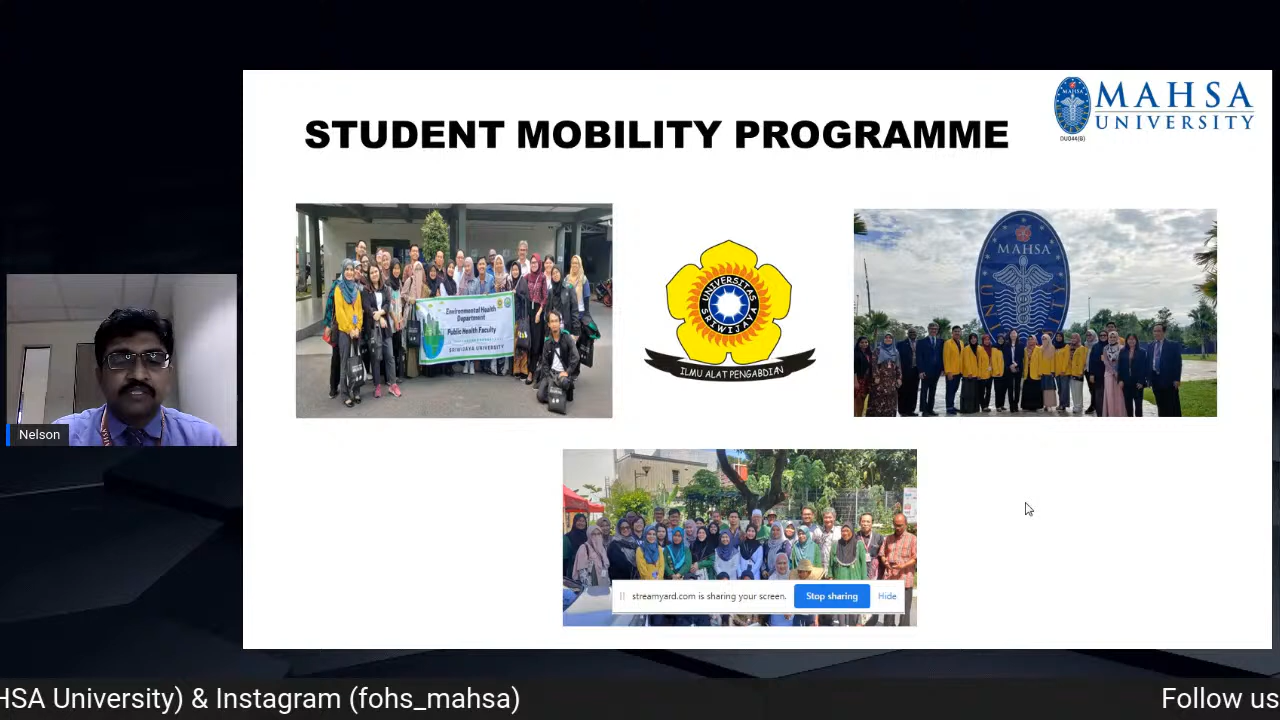 MAHSA
UNIVERSITY
DU044(B)
STUDENT MOBILITY PROGRAMME
Environmental Health
Department
Public Health Faculty
SRIWIJAYA UNIVERSITY
UNIVERSITAS
SRIWIJAYA
ILMU ALAT PENGABDIAN
MAHSA
Nelson
streamyard.com is sharing your screen.
Stop sharing
Hide
HSA University) & Instagram (fohs_mahsa)
Follow us